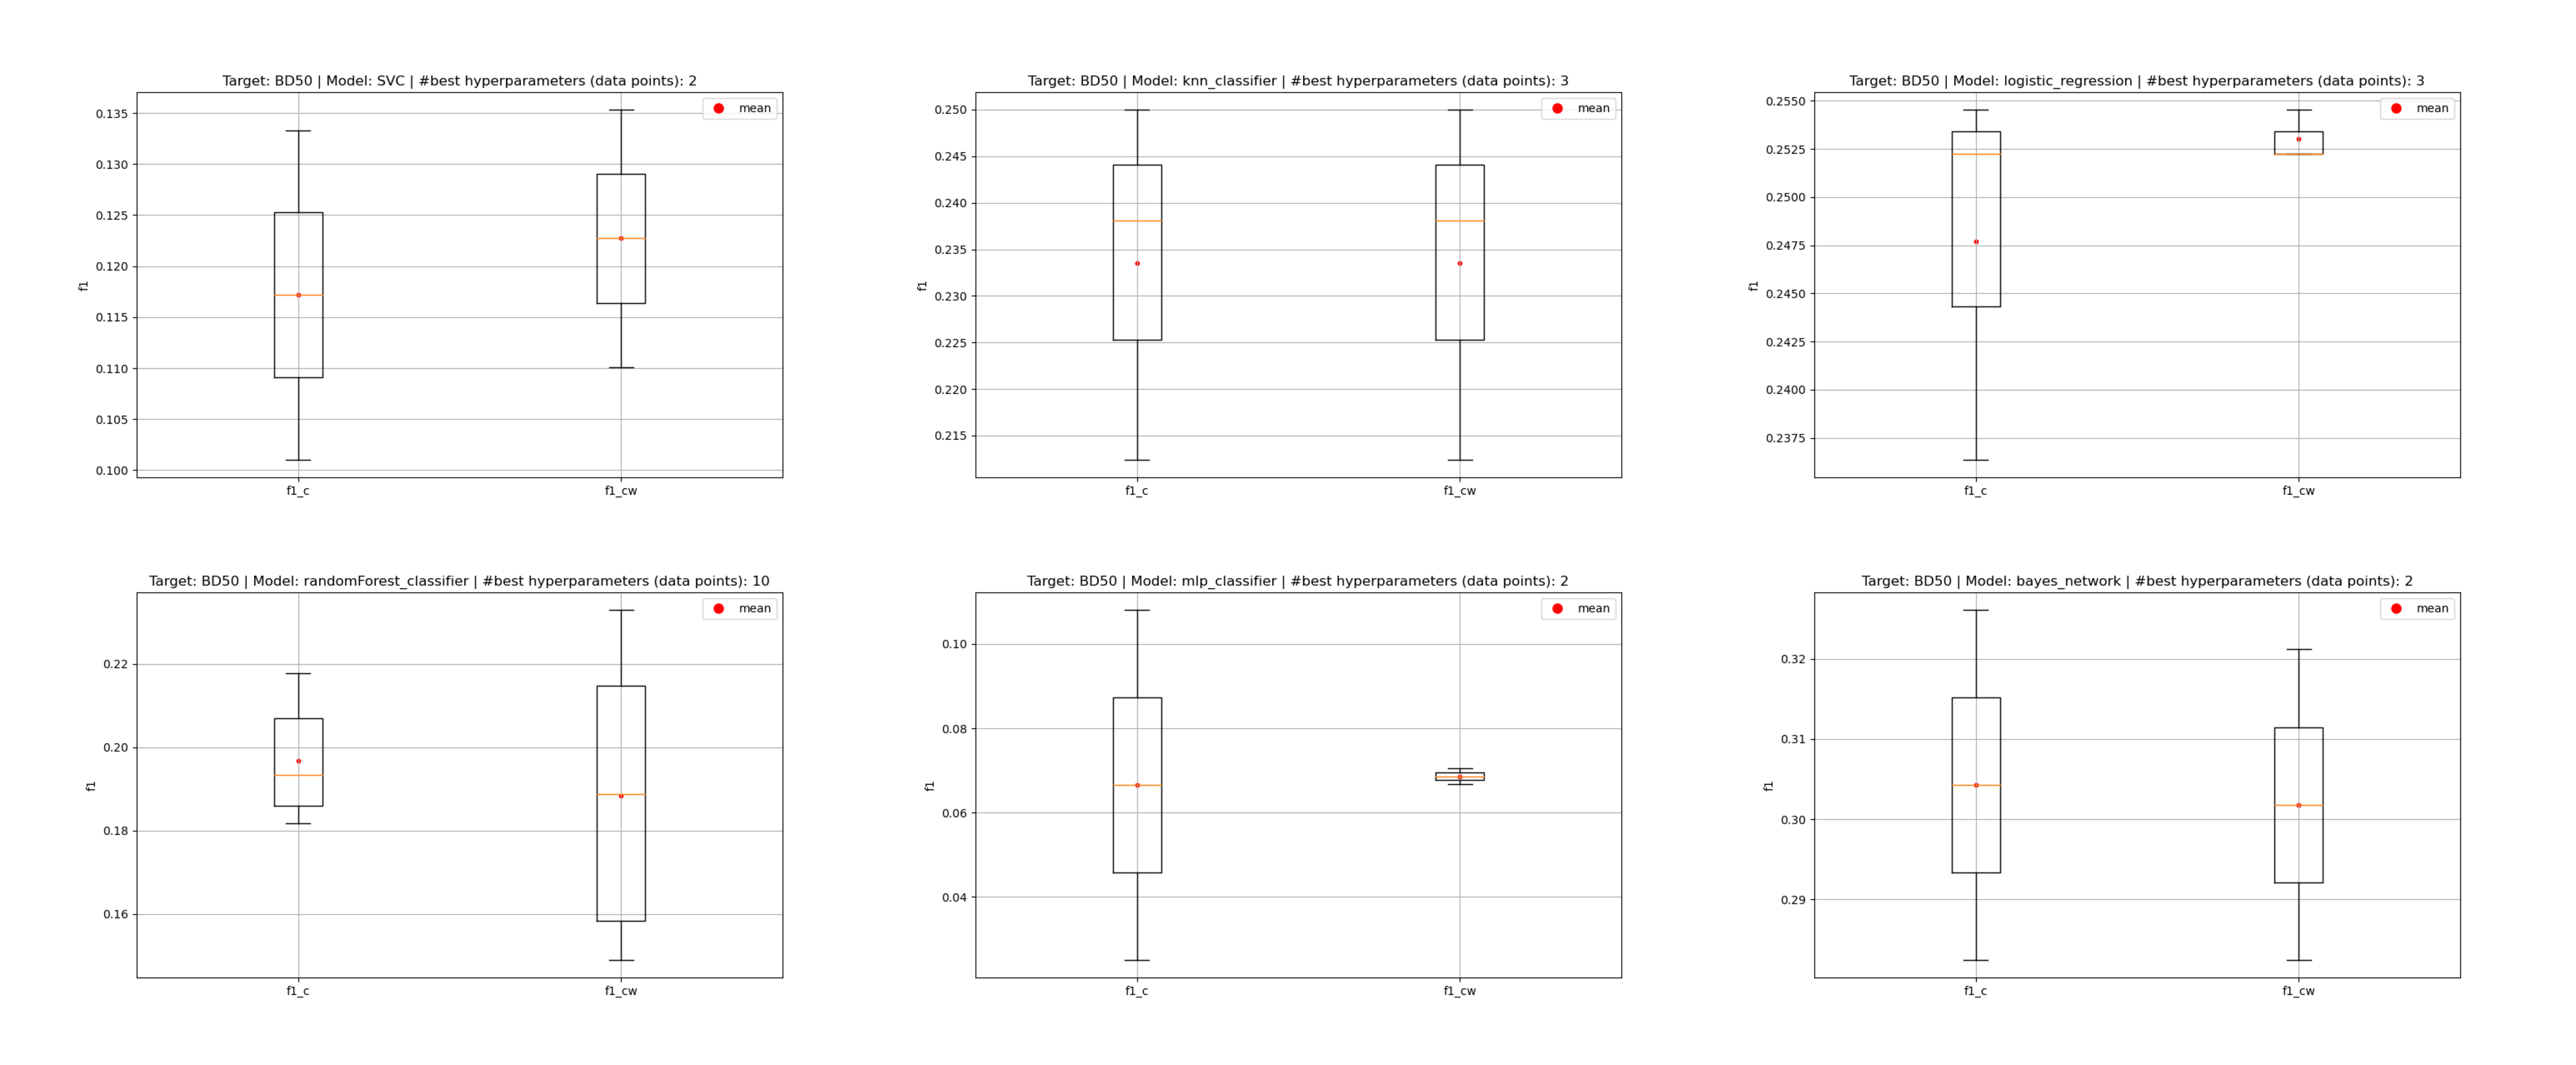 Target: BD50 | Model: SVC | #best hyperparameters (data points): 2
mean
0.135
0.130
0.125
0.120
0.115
0.110
0.105
0.100
f1
f1_c
f1_cw
Target: BD50 | Model: knn_classifier | #best hyperparameters (data points): 3
mean
0.250
0.245
0.240
0.235
0.230
0.225
0.220
0.215
f1
f1_c
f1_cw
Target: BD50 | Model: logistic_regression | #best hyperparameters (data points): 3
mean
0.2550
0.2525
0.2500
0.2475
0.2450
0.2425
0.2400
0.2375
f1
f1_c
f1_cw
Target: BD50 | Model: randomForest_classifier | #best hyperparameters (data points): 10
mean
0.22
0.20
0.18
0.16
f1
f1_c
f1_cw
Target: BD50 | Model: mlp_classifier | #best hyperparameters (data points): 2
mean
0.10
0.08
0.06
0.04
f1
f1_c
f1_cw
Target: BD50 | Model: bayes_network | #best hyperparameters (data points): 2
mean
0.32
0.31
0.30
0.29
f1
f1_c
f1_cw